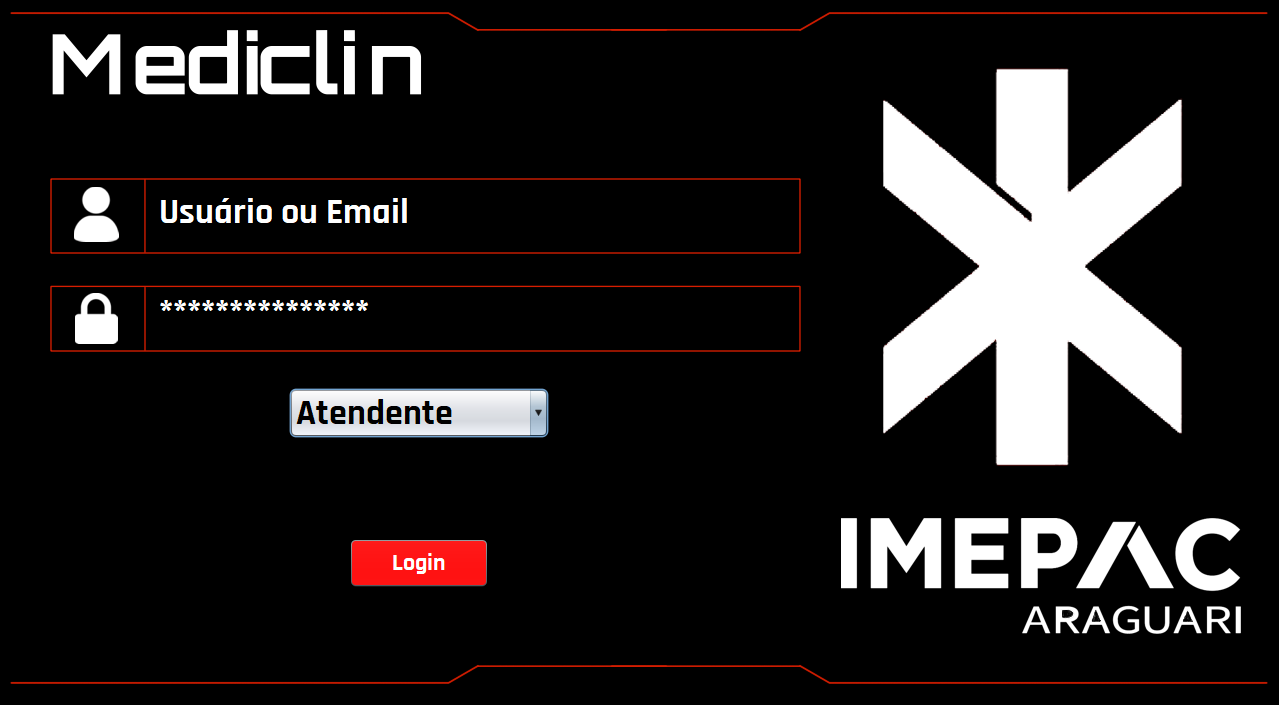 Mediclin
Usuário ou Email
***************
Atendente
Login
IMEPAC
ARAGUARI